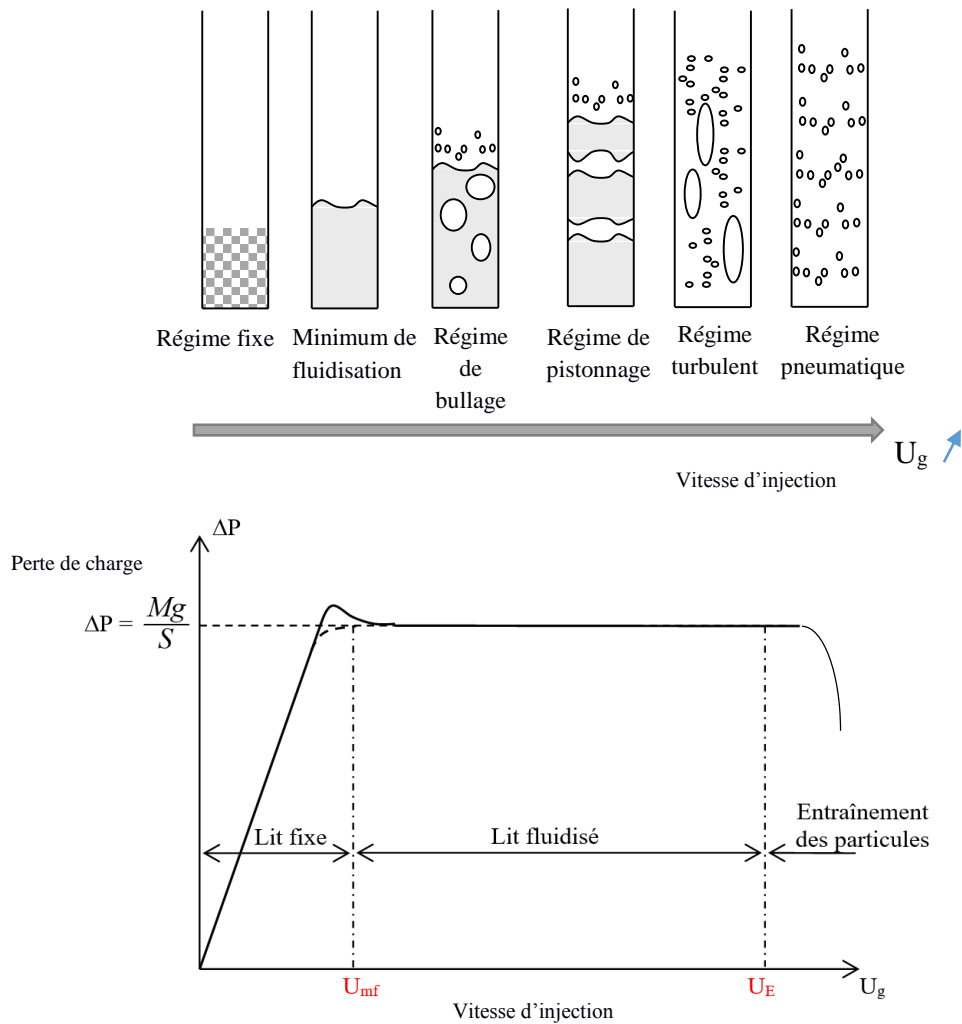 Régime fixe
Minimum de
fluidisation
Régime
de
bullage
Régime de
pistonnage
Régime
turbulent
Régime
pneumatique
Ug
Vitesse d’injection
ΔP
Perte de charge
ΔP = Mg/S
Lit fixe
Lit fluidisé
Entraînement
des particules
Umf
UE
Ug
Vitesse d’injection